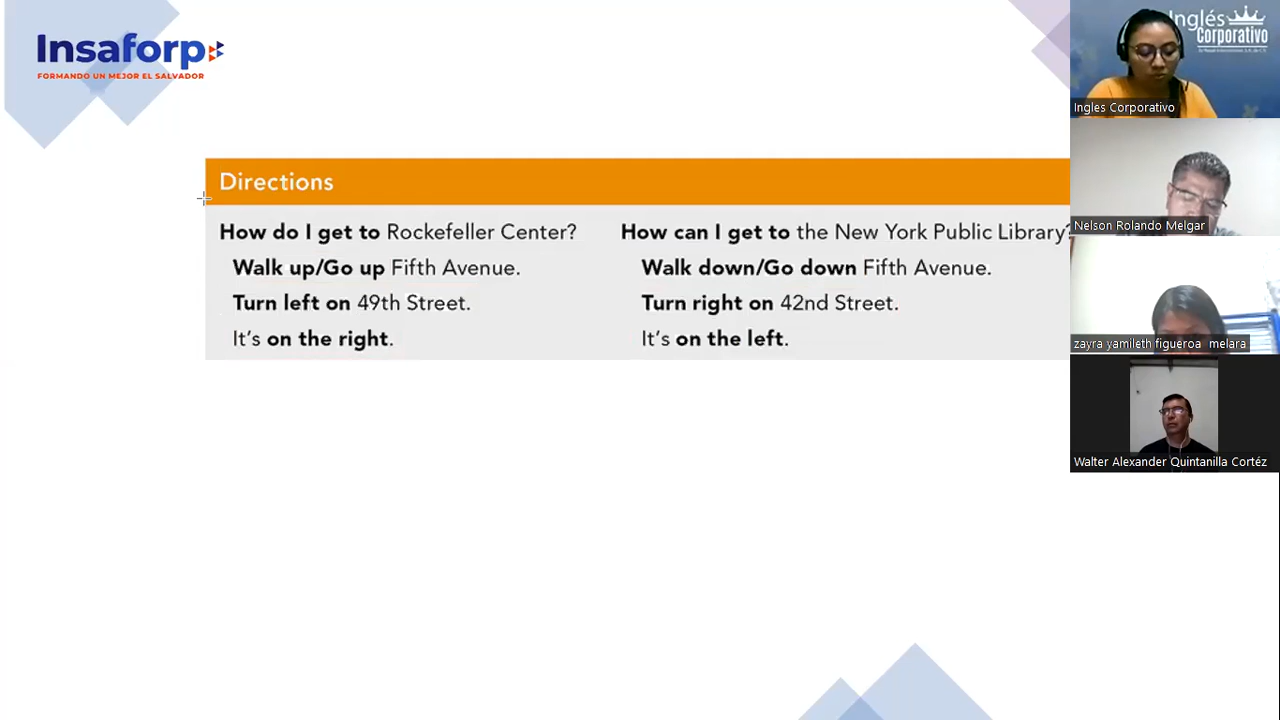 Insaforp
FORMANDO UN MEJOR EL SALVADOR
Directions
How do I get to Rockefeller Center?
Walk up/Go up Fifth Avenue.
Turn left on 49th Street.
It's on the right.
How can I get to the New York Public Library?
Walk down/Go down Fifth Avenue.
Turn right on 42nd Street.
It's on the left.
Inglés
Corporativo
Ingles Corporativo
Nelson Rolando Melgar
zayra yamileth figueroa melara
Walter Alexander Quintanilla Cortéz